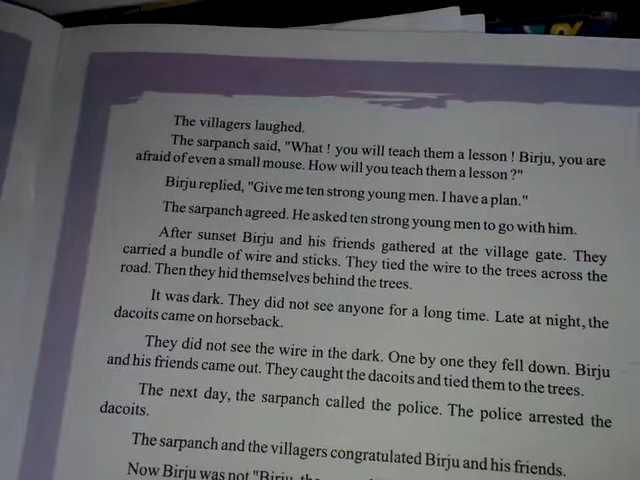 The villagers laughed.
The sarpanch said, "What ! you will teach them a lesson ! Birju, you are
afraid of even a small mouse. How will you teach them a lesson ?"
Birju replied, "Give me ten strong young men. I have a plan."
The sarpanch agreed. He asked ten strong young men to go with him.
After sunset Birju and his friends gathered at the village gate. They
carried a bundle of wire and sticks. They tied the wire to the trees across the
road. Then they hid themselves behind the trees.
It was dark. They did not see anyone for a long time. Late at night, the
dacoits came on horseback.
They did not see the wire in the dark. One by one they fell down. Birju
and his friends came out. They caught the dacoits and tied them to the trees.
The next day, the sarpanch called the police. The police arrested the
dacoits.
The sarpanch and the villagers congratulated Birju and his friends.
Now Birju was not "Birju,